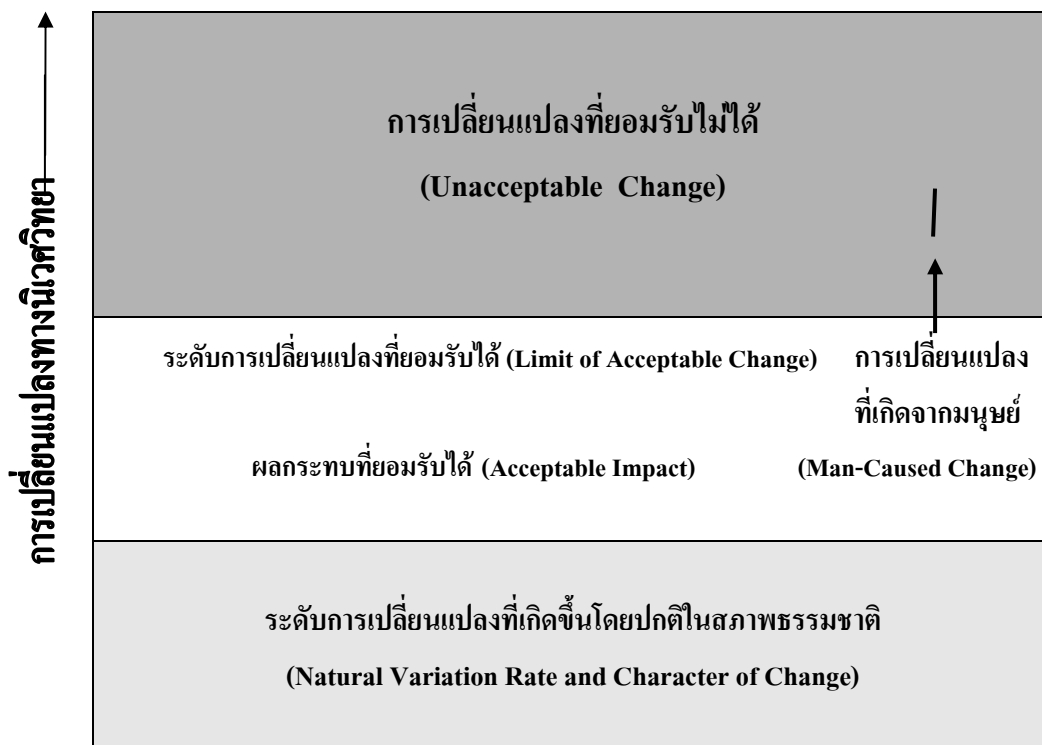 การเปลี่ยนแปลงทางนิเวศวิทยา
การเปลี่ยนแปลงที่ยอมรับไม่ได้
(Unacceptable Change)
ระดับการเปลี่ยนแปลงที่ยอมรับได้ (Limit of Acceptable Change)
ผลกระทบที่ยอมรับได้ (Acceptable Impact)
การเปลี่ยนแปลง
ที่เกิดจากมนุษย์
(Man-Caused Change)
ระดับการเปลี่ยนแปลงที่เกิดขึ้นโดยปกติในสภาพธรรมชาติ
(Natural Variation Rate and Character of Change)